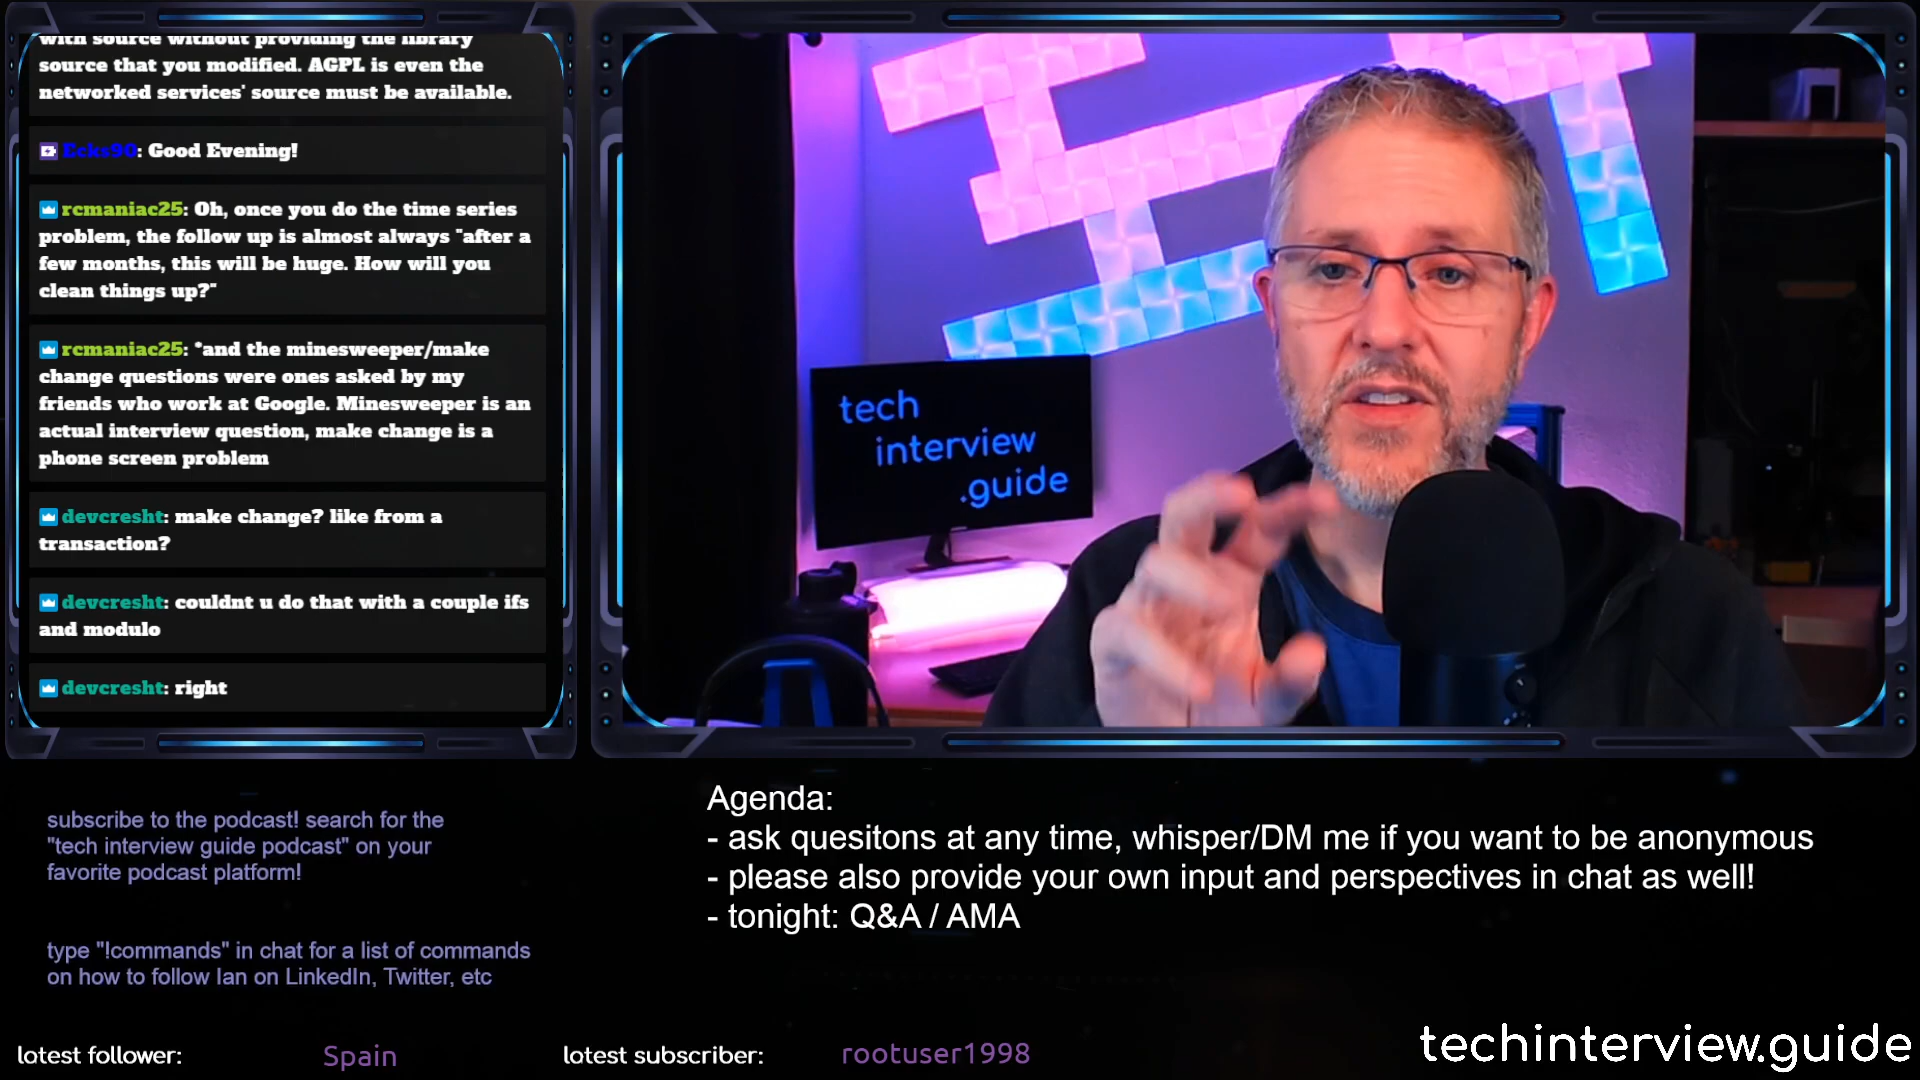 with source without providing the library
source that you modified. AGPL is even the
networked services' source must be available.
Ecks90: Good Evening!
rcmaniac25: Oh, once you do the time series
problem, the follow up is almost always "after a
few months, this will be huge. How will you
clean things up?"
rcmaniac25: *and the minesweeper/make
change questions were ones asked by my
friends who work at Google. Minesweeper is an
actual interview question, make change is a
phone screen problem
devcresht: make change? like from a
transaction?
devcresht: couldnt u do that with a couple ifs
and modulo
devcresht: right
tech
interview
.guide
subscribe to the podcast! search for the
"tech interview guide podcast" on your
favorite podcast platform!
type "!commands" in chat for a list of commands
on how to follow Ian on LinkedIn, Twitter, etc
Agenda:
- ask quesitons at any time, whisper/DM me if you want to be anonymous
- please also provide your own input and perspectives in chat as well!
- tonight: Q&A / AMA
latest follower: Spain
latest subscriber: rootuser1998
techinterview.guide